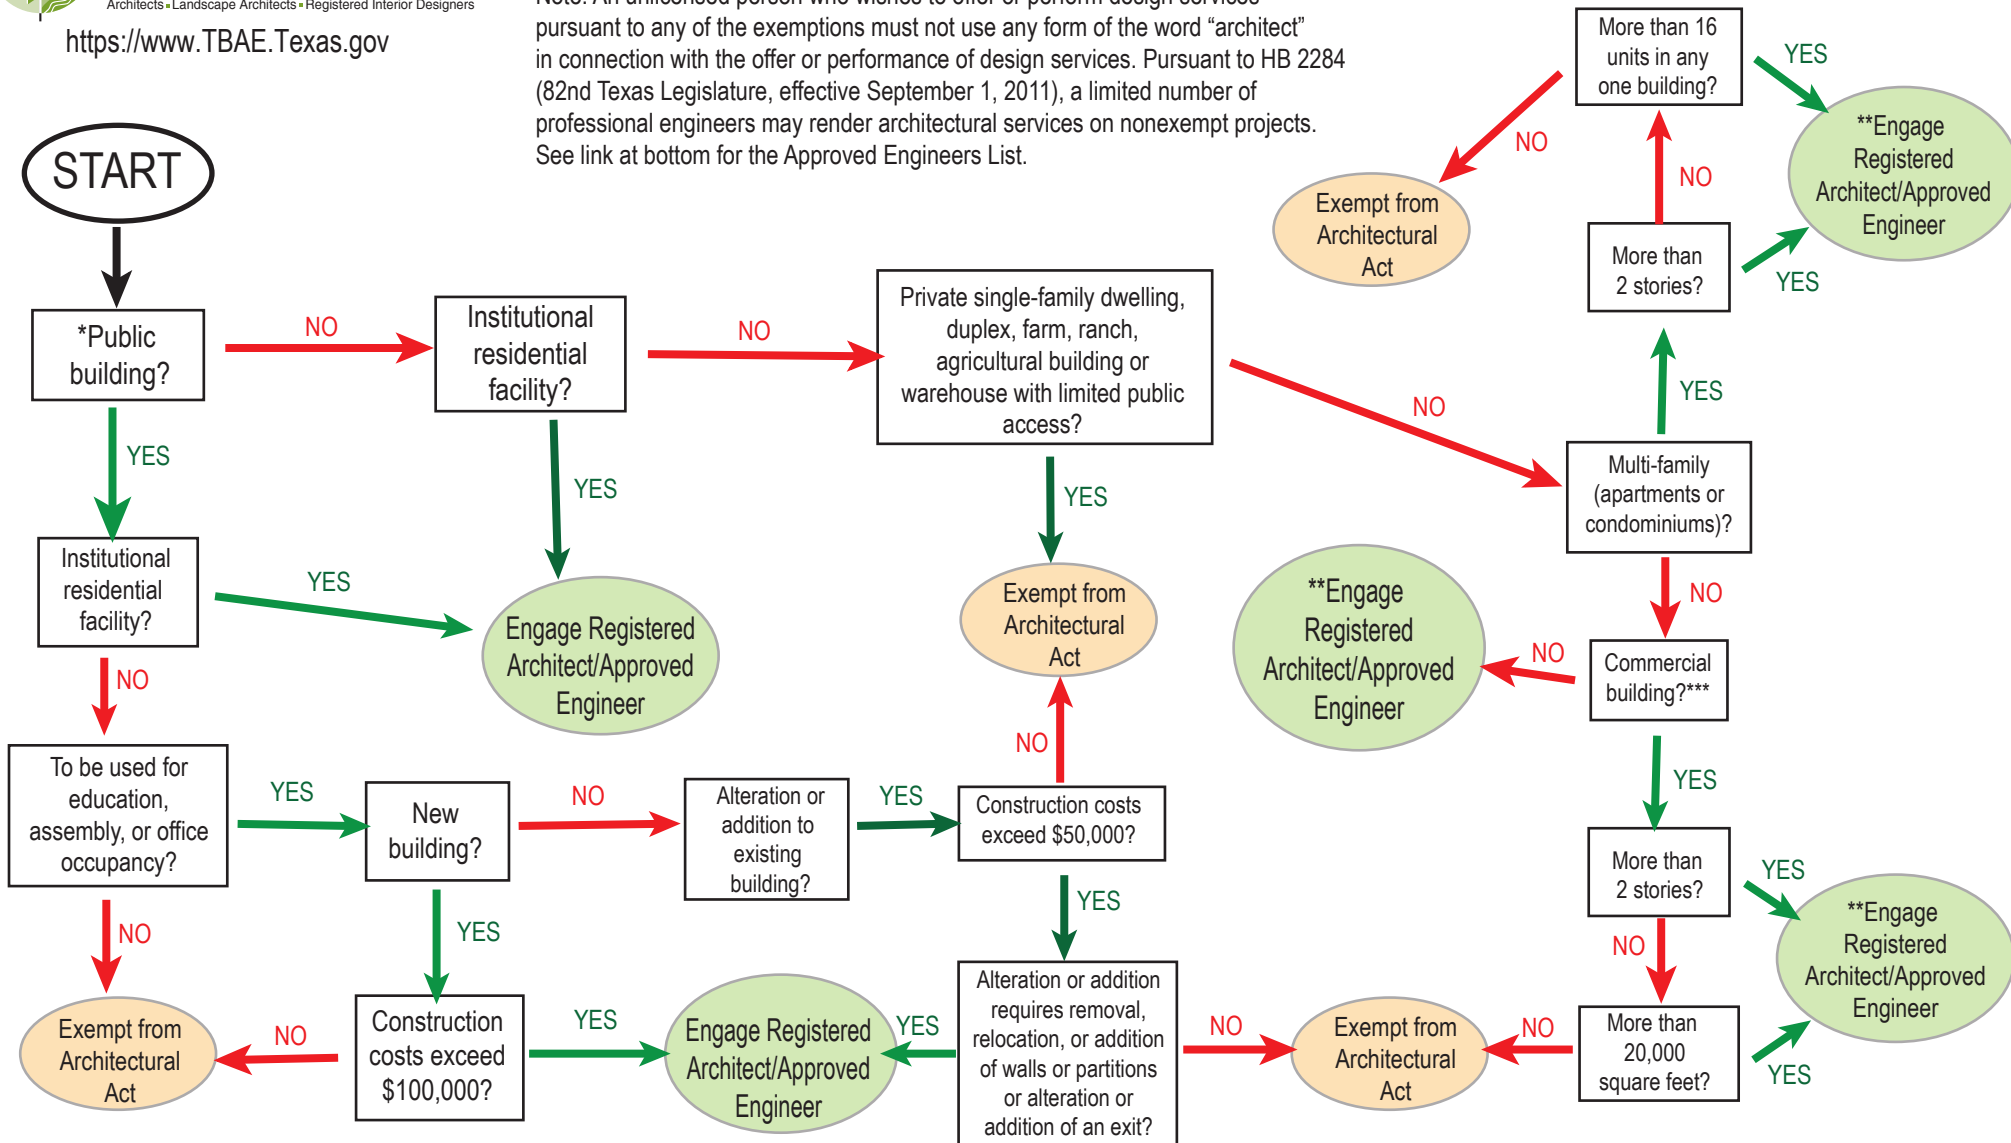 Architects ▪ Landscape Architects ▪ Registered Interior Designers
https://www.TBAE.Texas.gov
Note: An unlicensed person who wishes to offer or perform design services
pursuant to any of the exemptions must not use any form of the word “architect”
in connection with the offer or performance of design services. Pursuant to HB 2284
(82nd Texas Legislature, effective September 1, 2011), a limited number of
professional engineers may render architectural services on nonexempt projects.
See link at bottom for the Approved Engineers List.
START
*Public
building?
NO
YES
Institutional
residential
facility?
NO
YES
Private single-family dwelling,
duplex, farm, ranch,
agricultural building or
warehouse with limited public
access?
NO
YES
More than 16
units in any
one building?
YES
NO
**Engage
Registered
Architect/Approved
Engineer
Exempt from
Architectural
Act
NO
More than
2 stories?
YES
YES
Multi-family
(apartments or
condominiums)?
NO
Institutional
residential
facility?
YES
NO
Engage Registered
Architect/Approved
Engineer
Exempt from
Architectural
Act
**Engage
Registered
Architect/Approved
Engineer
NO
Commercial
building?***
YES
To be used for
education,
assembly, or office
occupancy?
YES
NO
New
building?
NO
YES
Alteration or
addition to
existing
building?
YES
Construction costs
exceed $50,000?
NO
YES
More than
2 stories?
YES
NO
**Engage
Registered
Architect/Approved
Engineer
Exempt from
Architectural
Act
NO
Construction
costs exceed
$100,000?
YES
Engage Registered
Architect/Approved
Engineer
YES
Alteration or addition
requires removal,
relocation, or addition
of walls or partitions
or alteration or
addition of an exit?
NO
Exempt from
Architectural
Act
NO
More than
20,000
square feet?
YES